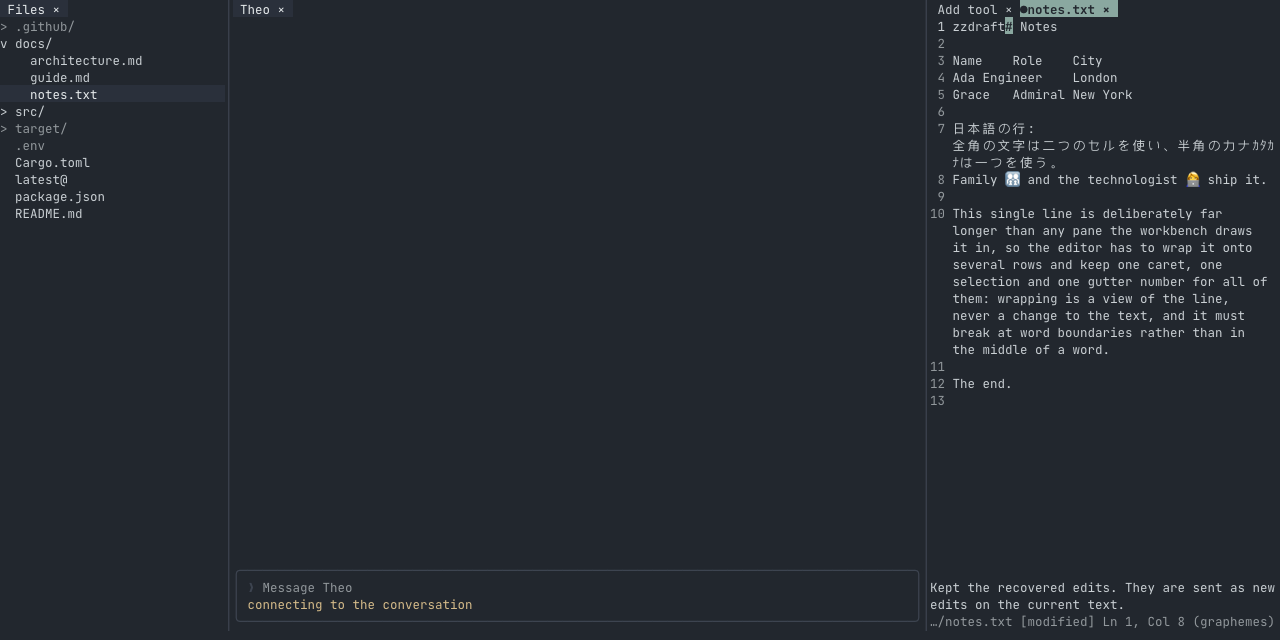 Files ×
> .github/
v docs/
architecture.md
guide.md
notes.txt
> src/
> target/
.env
Cargo.toml
latest@
package.json
README.md
Theo ×
⟩ Message Theo
connecting to the conversation
Add tool × ●notes.txt ×
1 zzdraft# Notes
2
3 Name    Role    City
4 Ada Engineer    London
5 Grace   Admiral New York
6
7 日本語の行:
全角の文字は二つのセルを使い、半角のカナカタカ
ナは一つを使う。
8 Family 👪 and the technologist 🧑‍💻 ship it.
9
10 This single line is deliberately far
longer than any pane the workbench draws
it in, so the editor has to wrap it onto
several rows and keep one caret, one
selection and one gutter number for all of
them: wrapping is a view of the line,
never a change to the text, and it must
break at word boundaries rather than in
the middle of a word.
11
12 The end.
13
Kept the recovered edits. They are sent as new
edits on the current text.
…/notes.txt [modified] Ln 1, Col 8 (graphemes)